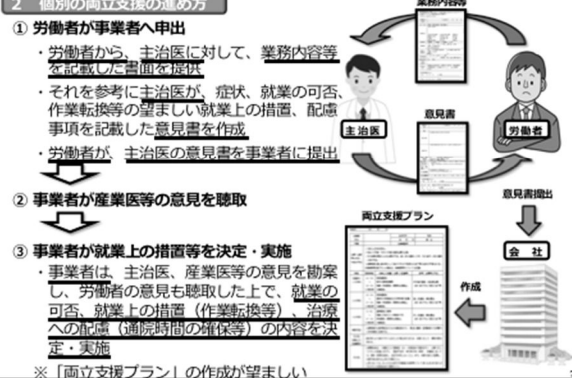 2 個別の両立支援の進め方
① 労働者が事業者へ申出
・労働者から、主治医に対して、業務内容等
を記載した書面を提供
・それを参考に主治医が、症状、就業の可否、
作業転換等の望ましい就業上の措置、配慮
事項を記載した意見書を作成
・労働者が、主治医の意見書を事業者に提出
② 事業者が産業医等の意見を聴取
③ 事業者が就業上の措置等を決定・実施
・事業者は、主治医、産業医等の意見を勘案
し、労働者の意見も聴取した上で、就業の
可否、就業上の措置（作業転換等）、治療
への配慮（通院時間の確保等）の内容を決
定・実施
※「両立支援プラン」の作成が望ましい
業務内容等
主治医
意見書
労働者
意見書提出
両立支援プラン
会 社
作成